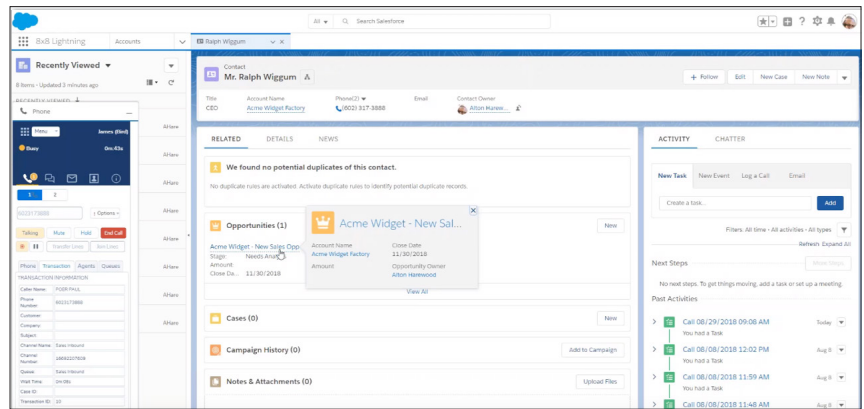 All
Search Salesforce
8x8 Lightning
Accounts
Ralph Wiggum
Recently Viewed
8 items • Updated 3 minutes ago
RECENTLY VIEWED
Phone
Menu
James (Bird)
Busy
0m:43s
1 2
6023173888
Options
Talking Mute Hold End Call
Transfer Lines Join Lines
Phone Transaction Agents Queues
TRANSACTION INFORMATION
Caller Name POER PAUL
Phone Number 6023173888
Customer
Company
Subject
Channel Name Sales Inbound
Channel Number
Queue Sales Inbound
Wait Time
Case ID
Transaction ID 10
Contact
Mr. Ralph Wiggum
+ Follow Edit New Case New Note
Title Account Name Phone(2) Email Contact Owner
CEO Acme Widget Factory (602) 317-3888 Alton Harew...
RELATED DETAILS NEWS
We found no potential duplicates of this contact.
No duplicate rules are activated. Activate duplicate rules to identify potential duplicate records.
Opportunities (1)
New
Acme Widget - New Sales Opp...
Stage: Needs
Amount:
Close Da... 11/30/2018
Acme Widget - New Sal...
Account Name Close Date
Acme Widget Factory 11/30/2018
Amount Opportunity Owner
Alton Harewood
View All
Cases (0)
New
Campaign History (0)
Add to Campaign
Notes & Attachments (0)
Upload Files
ACTIVITY CHATTER
New Task New Event Log a Call Email
Create a task...
Add
Filters: All time • All activities • All types
Refresh Expand All
Next Steps
More Steps
No next steps. To get things moving, add a task or set up a meeting.
Past Activities
Call 08/29/2018 09:08 AM Today
You had a Task
Call 08/08/2018 12:02 PM Aug 8
You had a Task
Call 08/08/2018 11:59 AM Aug 8
You had a Task
Call 08/08/2018 11:48 AM Aug 8